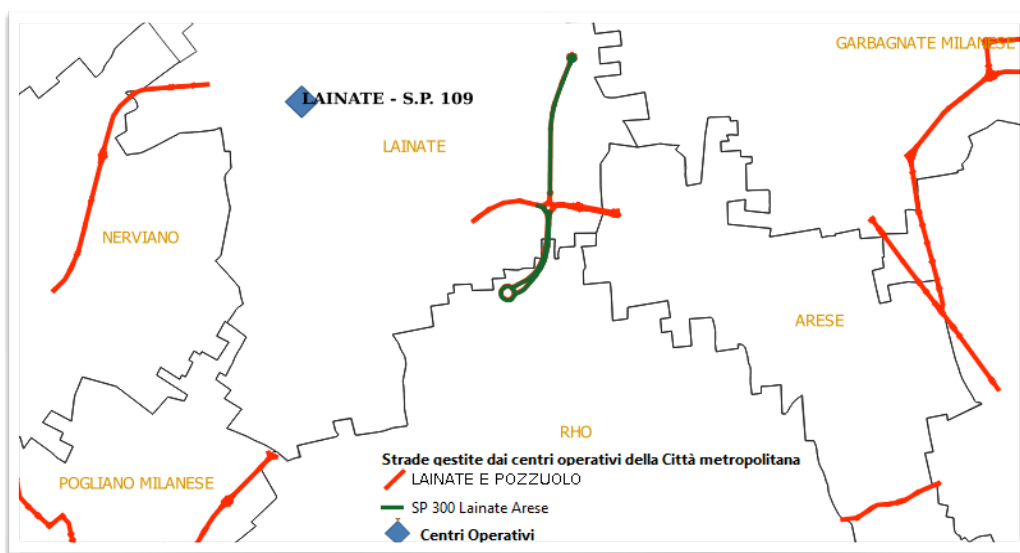 GARBAGNATE MILANESE
LAINATE - S.P. 109
LAINATE
NERVIANO
ARESE
RHO
POGLIANO MILANESE
Strade gestite dai centri operativi della Città metropolitana
LAINATE E POZZUOLO
SP 300 Lainate Arese
Centri Operativi